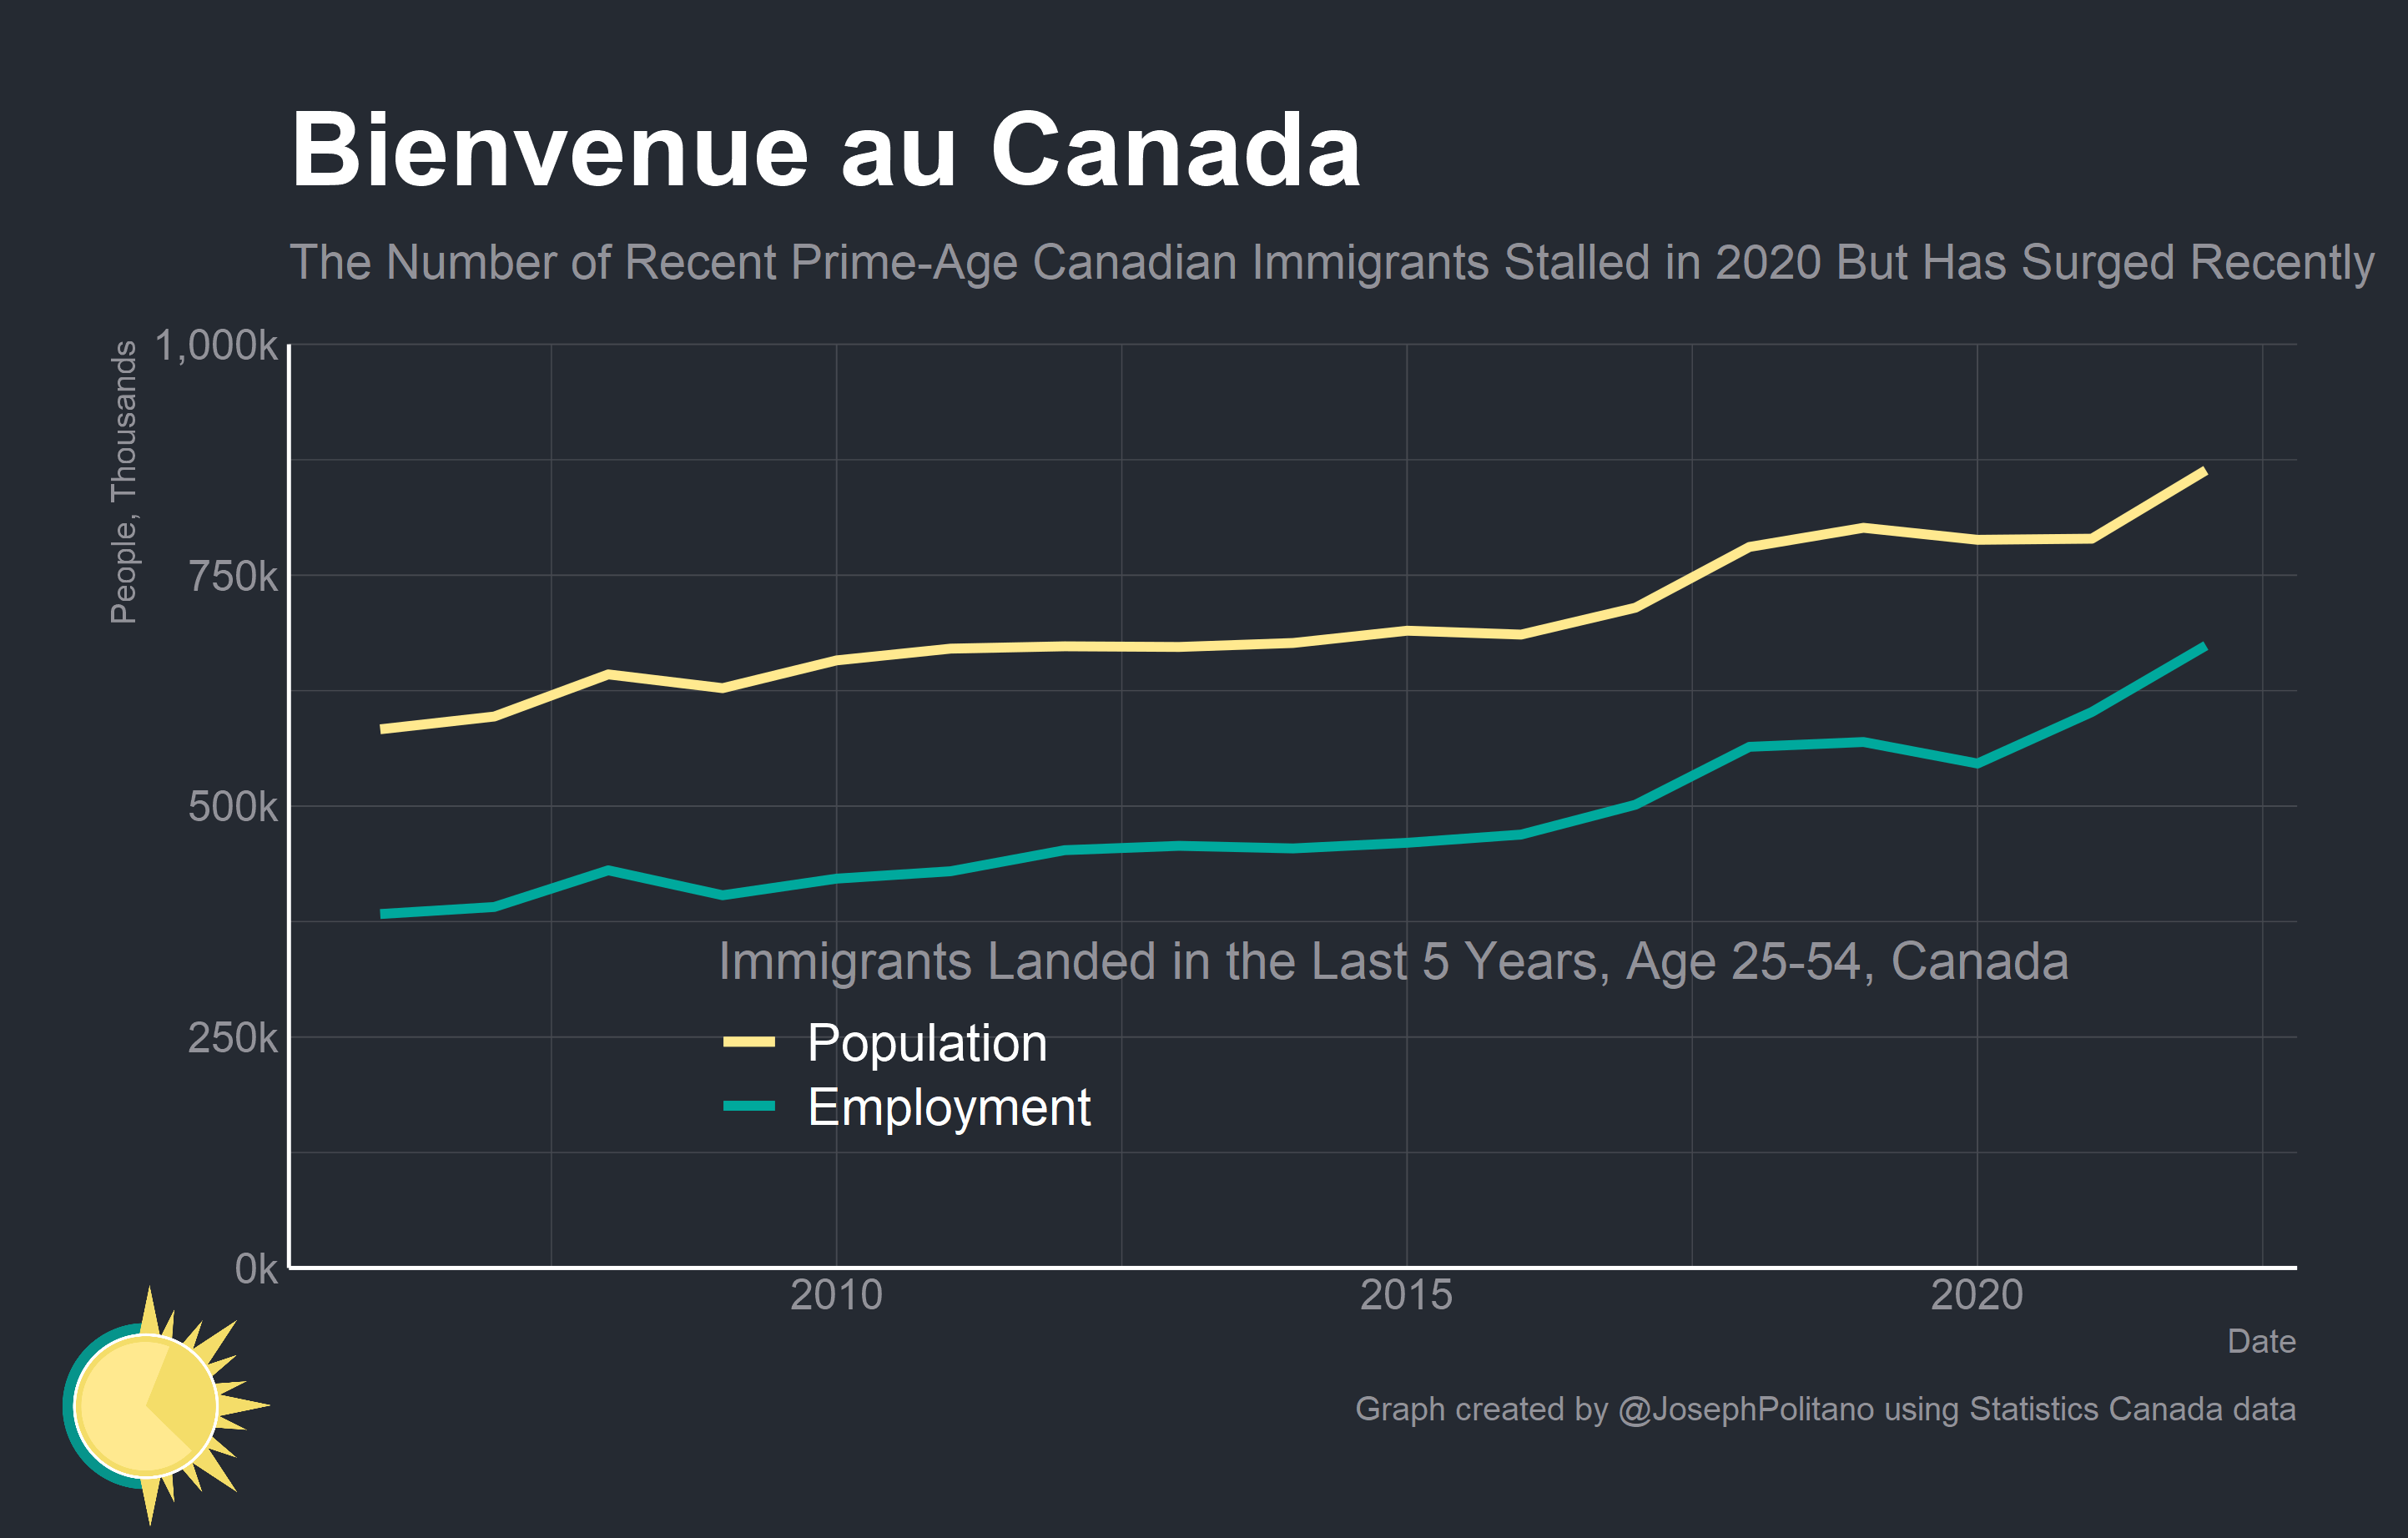 Bienvenue au Canada
The Number of Recent Prime-Age Canadian Immigrants Stalled in 2020 But Has Surged Recently
People, Thousands
1,000k
750k
500k
250k
0k
Immigrants Landed in the Last 5 Years, Age 25-54, Canada
Population
Employment
2010
2015
2020
Date
Graph created by @JosephPolitano using Statistics Canada data